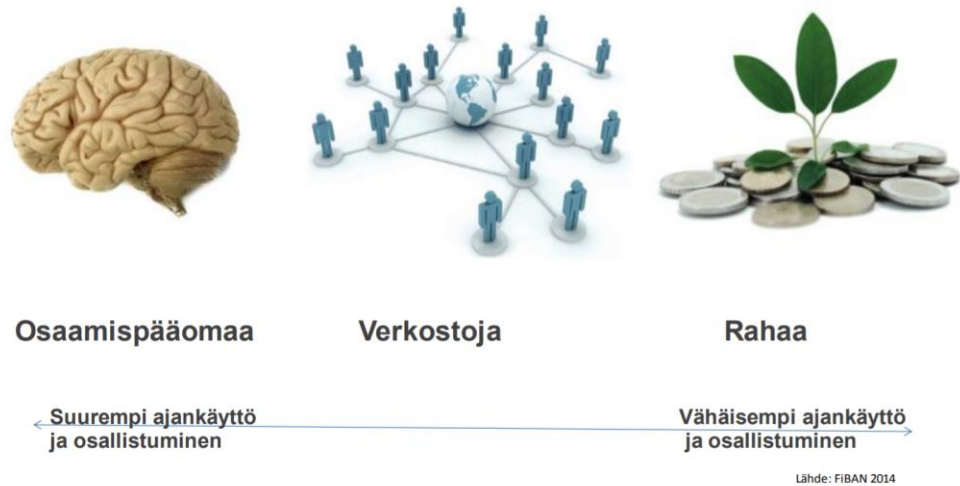 Osaamispääomaa
Verkostoja
Rahaa
Suurempi ajankäyttö
ja osallistuminen
Vähäisempi ajankäyttö
ja osallistuminen
Lähde: FiBAN 2014